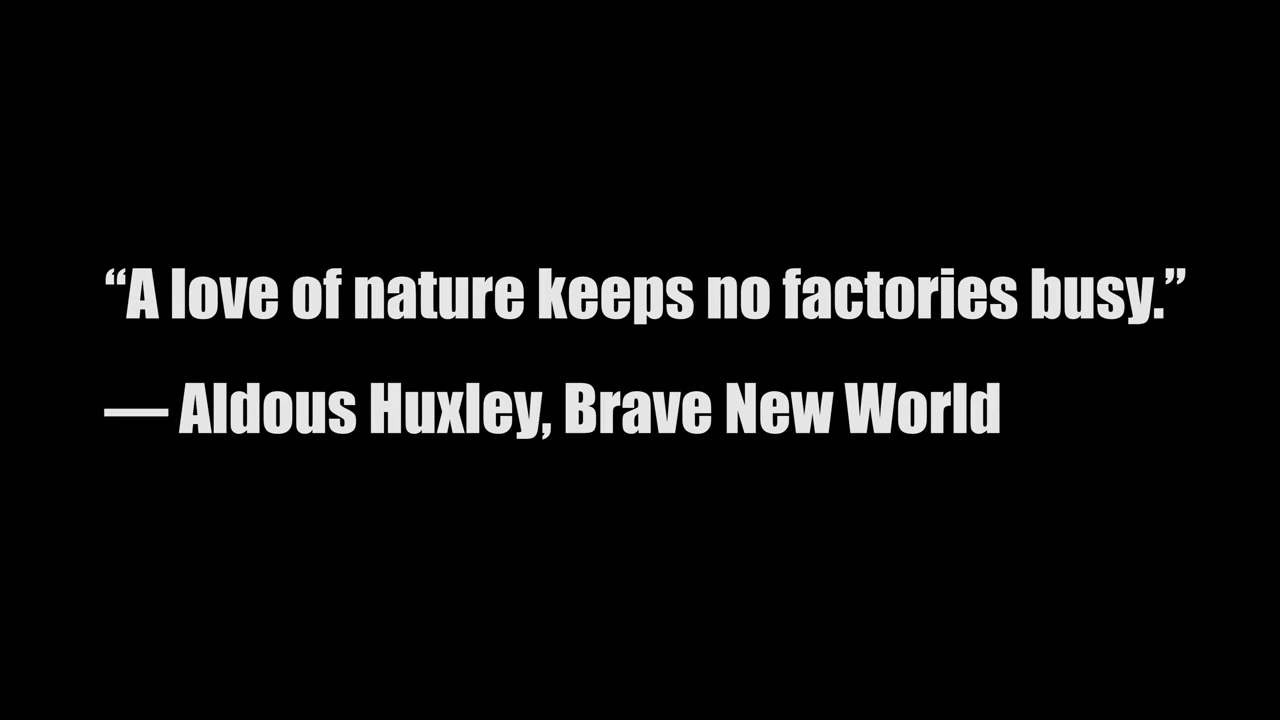 “A love of nature keeps no factories busy.”
— Aldous Huxley, Brave New World